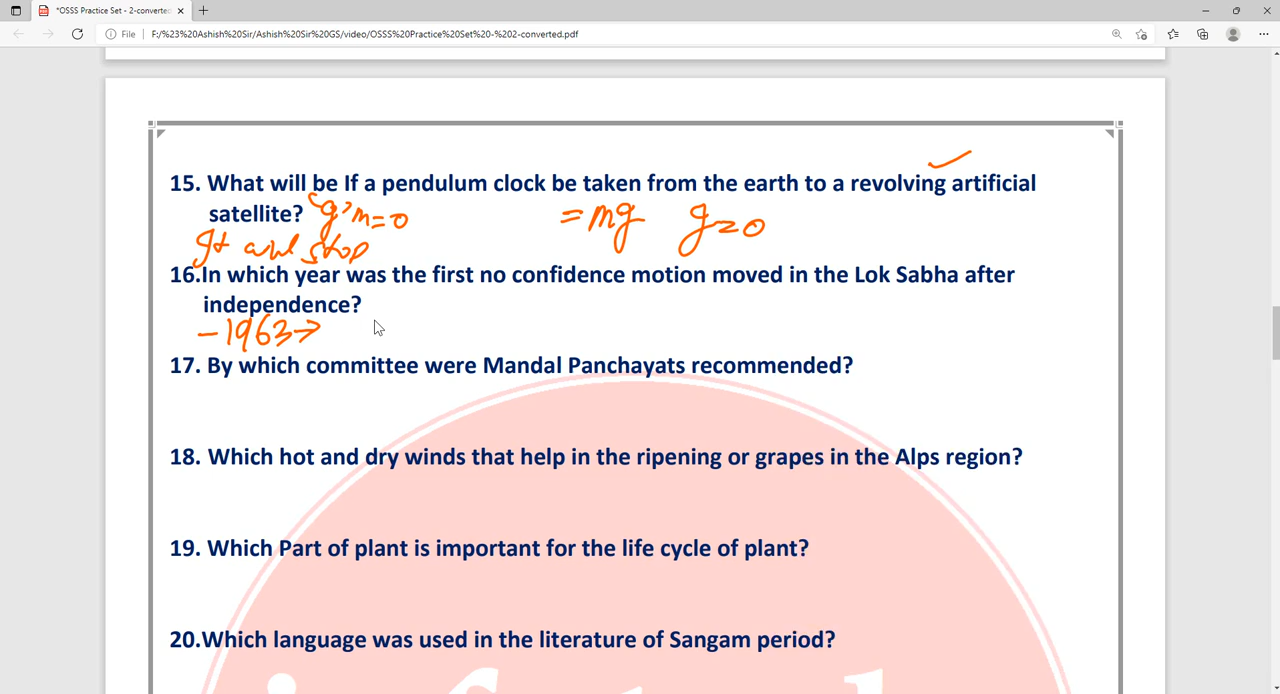 *OSSS Practice Set - 2-converted
File F:/%23%20Ashish%20Sir/Ashish%20Sir%20GS/video/OSSS%20Practice%20Set%20-%202-converted.pdf
15. What will be If a pendulum clock be taken from the earth to a revolving artificial
satellite? 'g' m = 0 = mg g = 0
It will stop
16.In which year was the first no confidence motion moved in the Lok Sabha after
independence?
- 1963 →
17. By which committee were Mandal Panchayats recommended?
18. Which hot and dry winds that help in the ripening or grapes in the Alps region?
19. Which Part of plant is important for the life cycle of plant?
20.Which language was used in the literature of Sangam period?